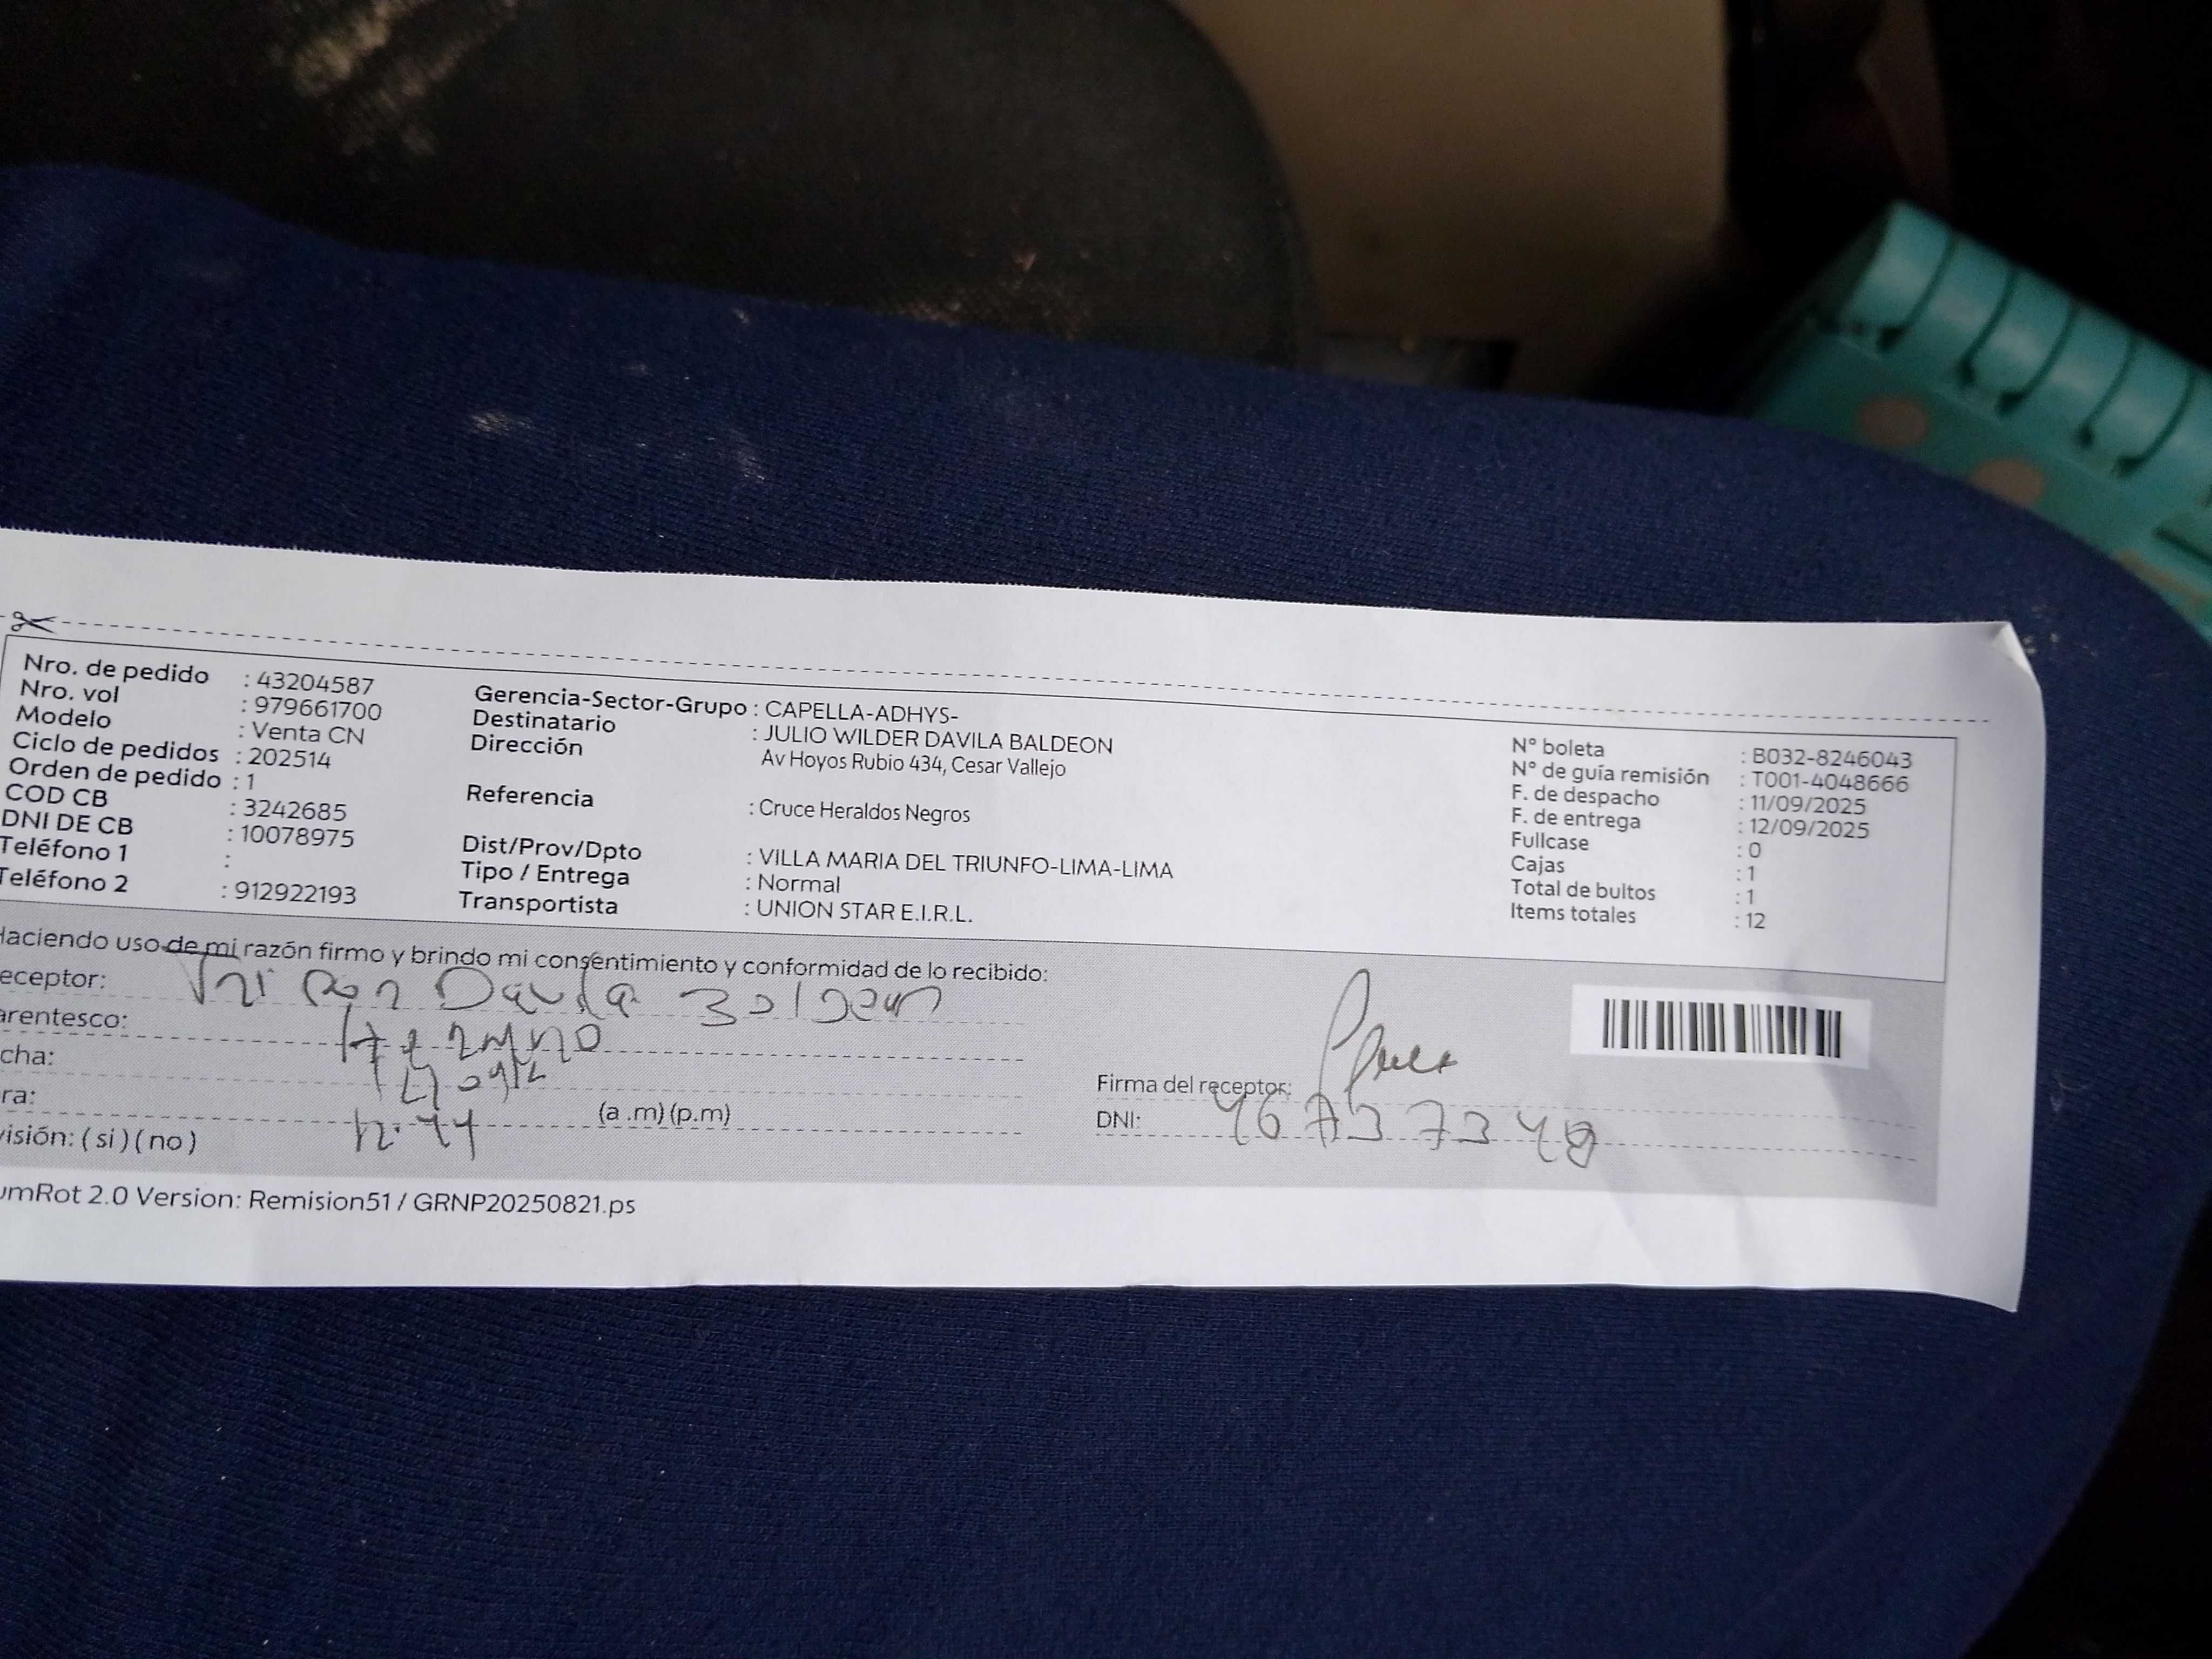 Nro. de pedido : 43204587
Nro. vol : 979661700
Modelo : Venta CN
Ciclo de pedidos : 202514
Orden de pedido : 1
COD CB : 3242685
DNI DE CB : 10078975
Teléfono 1 :
Teléfono 2 : 912922193
Gerencia-Sector-Grupo : CAPELLA-ADHYS-
Destinatario : JULIO WILDER DAVILA BALDEON
Dirección Av Hoyos Rubio 434, Cesar Vallejo
Referencia : Cruce Heraldos Negros
Dist/Prov/Dpto : VILLA MARIA DEL TRIUNFO-LIMA-LIMA
Tipo / Entrega : Normal
Transportista : UNION STAR E.I.R.L.
N° boleta : B032-8246043
N° de guía remisión : T001-4048666
F. de despacho : 11/09/2025
F. de entrega : 12/09/2025
Fullcase : 0
Cajas : 1
Total de bultos : 1
Items totales : 12
Haciendo uso de mi razón firmo y brindo mi consentimiento y conformidad de lo recibido:
eceptor: Davila
arentesco: Hermano
cha:
ra: 12:44 (a .m) (p.m)
visión: ( si ) ( no )
Firma del receptor:
DNI:
umRot 2.0 Version: Remision51 / GRNP20250821.ps